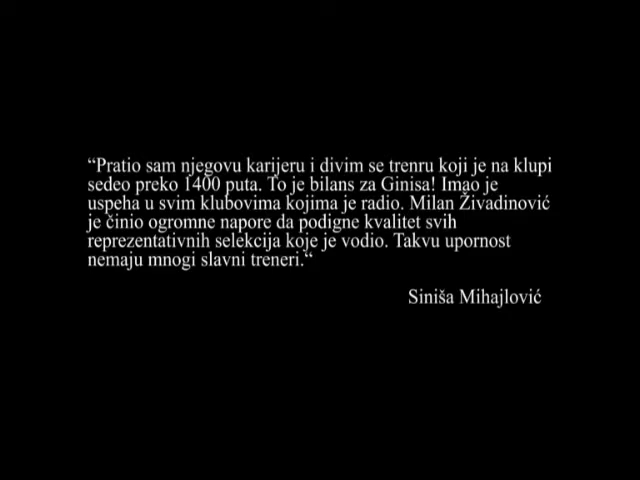 “Pratio sam njegovu karijeru i divim se trenru koji je na klupi
sedeo preko 1400 puta. To je bilans za Ginisa! Imao je
uspeha u svim klubovima kojima je radio. Milan Živadinović
je činio ogromne napore da podigne kvalitet svih
reprezentativnih selekcija koje je vodio. Takvu upornost
nemaju mnogi slavni treneri.“
Siniša Mihajlović